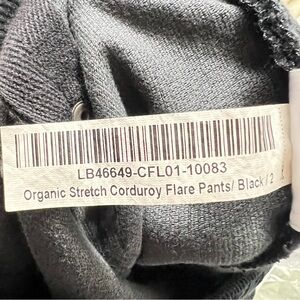 LB46649-CFL01-10083
Organic Stretch Corduroy Flare Pants/ Black / 2